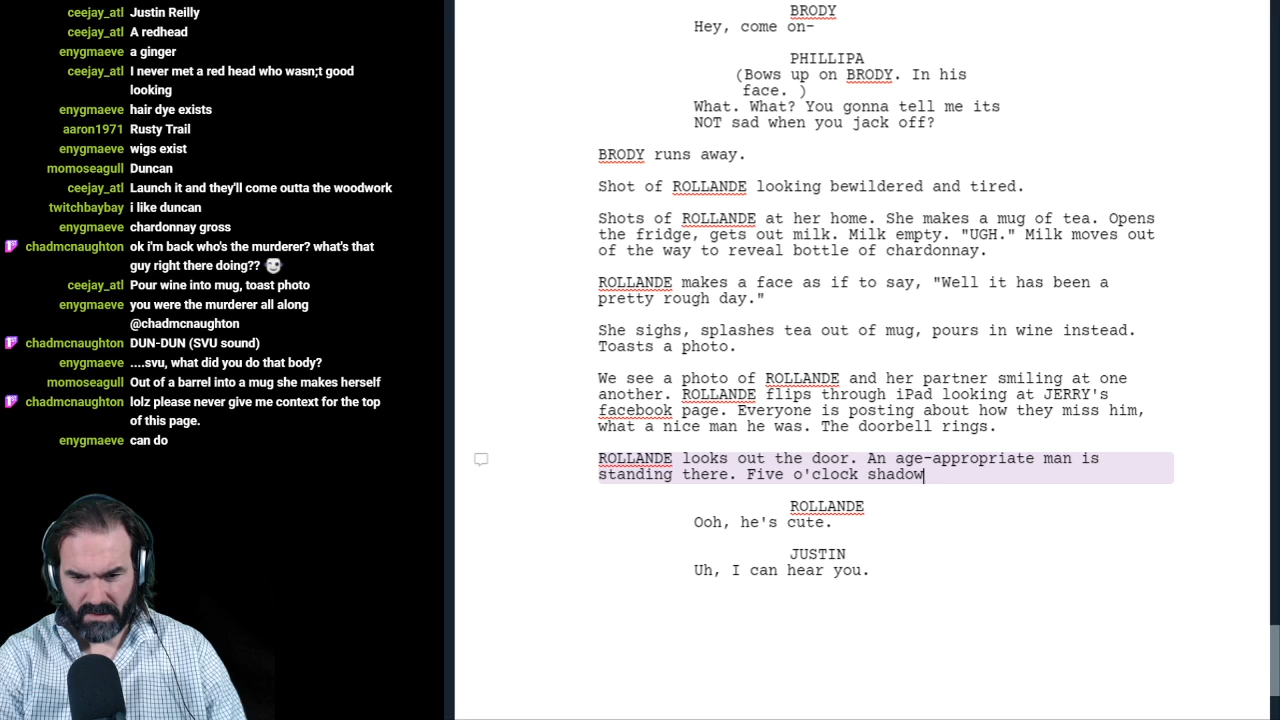 ceejay_atl Justin Reilly
ceejay_atl A redhead
enygmaeve a ginger
ceejay_atl I never met a red head who wasn;t good
looking
enygmaeve hair dye exists
aaron1971 Rusty Trail
enygmaeve wigs exist
momoseagull Duncan
ceejay_atl Launch it and they'll come outta the woodwork
twitchbaybay i like duncan
enygmaeve chardonnay gross
chadmcnaughton ok i'm back who's the murderer? what's that
guy right there doing??
ceejay_atl Pour wine into mug, toast photo
enygmaeve you were the murderer all along
@chadmcnaughton
chadmcnaughton DUN-DUN (SVU sound)
enygmaeve ....svu, what did you do that body?
momoseagull Out of a barrel into a mug she makes herself
chadmcnaughton lolz please never give me context for the top
of this page.
enygmaeve can do
BRODY
Hey, come on-
PHILLIPA
(Bows up on BRODY. In his
face. )
What. What? You gonna tell me its
NOT sad when you jack off?
BRODY runs away.
Shot of ROLLANDE looking bewildered and tired.
Shots of ROLLANDE at her home. She makes a mug of tea. Opens
the fridge, gets out milk. Milk empty. "UGH." Milk moves out
of the way to reveal bottle of chardonnay.
ROLLANDE makes a face as if to say, "Well it has been a
pretty rough day."
She sighs, splashes tea out of mug, pours in wine instead.
Toasts a photo.
We see a photo of ROLLANDE and her partner smiling at one
another. ROLLANDE flips through iPad looking at JERRY's
facebook page. Everyone is posting about how they miss him,
what a nice man he was. The doorbell rings.
ROLLANDE looks out the door. An age-appropriate man is
standing there. Five o'clock shadow
ROLLANDE
Ooh, he's cute.
JUSTIN
Uh, I can hear you.